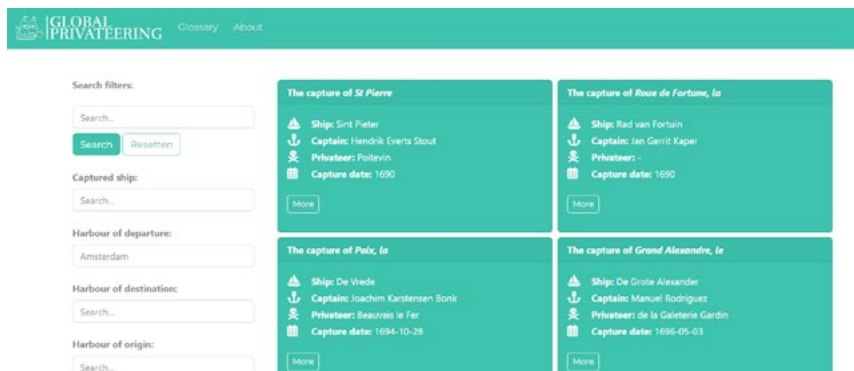 GLOBAL PRIVATEERING
Glossary About
Search filters:
Search..
Search Resetten
Captured ship:
Search..
Harbour of departure:
Amsterdam
Harbour of destination:
Search..
Harbour of origin:
Search..
The capture of St Pierre
Ship: Sint Pieter
Captain: Hendrik Everts Stout
Privateer: Poitevin
Capture date: 1690
More
The capture of Roue de Fortune, la
Ship: Rad van Fortuin
Captain: Jan Gerrit Kaper
Privateer: -
Capture date: 1690
More
The capture of Paix, la
Ship: De Vrede
Captain: Joachim Karstensen Bonk
Privateer: Beauvais le Fer
Capture date: 1694-10-28
More
The capture of Grand Alexandre, le
Ship: De Grote Alexander
Captain: Manuel Rodriguez
Privateer: de la Galeterie Gardin
Capture date: 1696-05-03
More